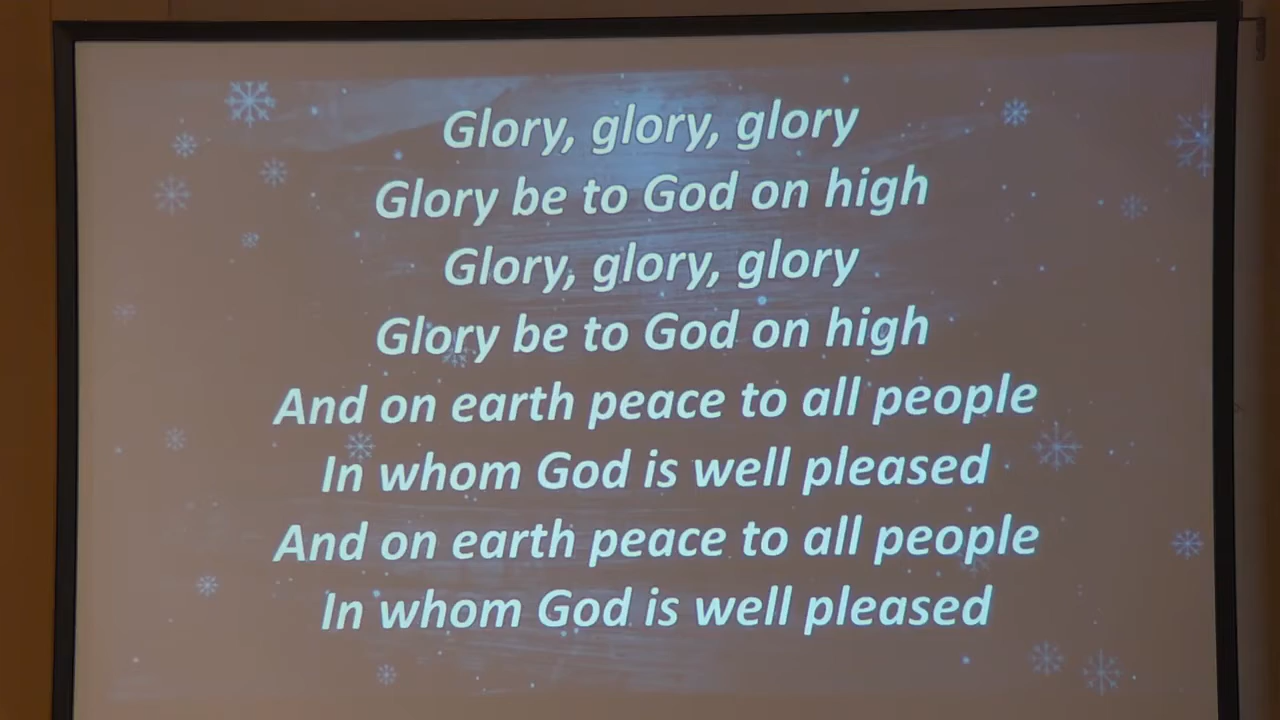 Glory, glory, glory
Glory be to God on high
Glory, glory, glory
Glory be to God on high
And on earth peace to all people
In whom God is well pleased
And on earth peace to all people
In whom God is well pleased